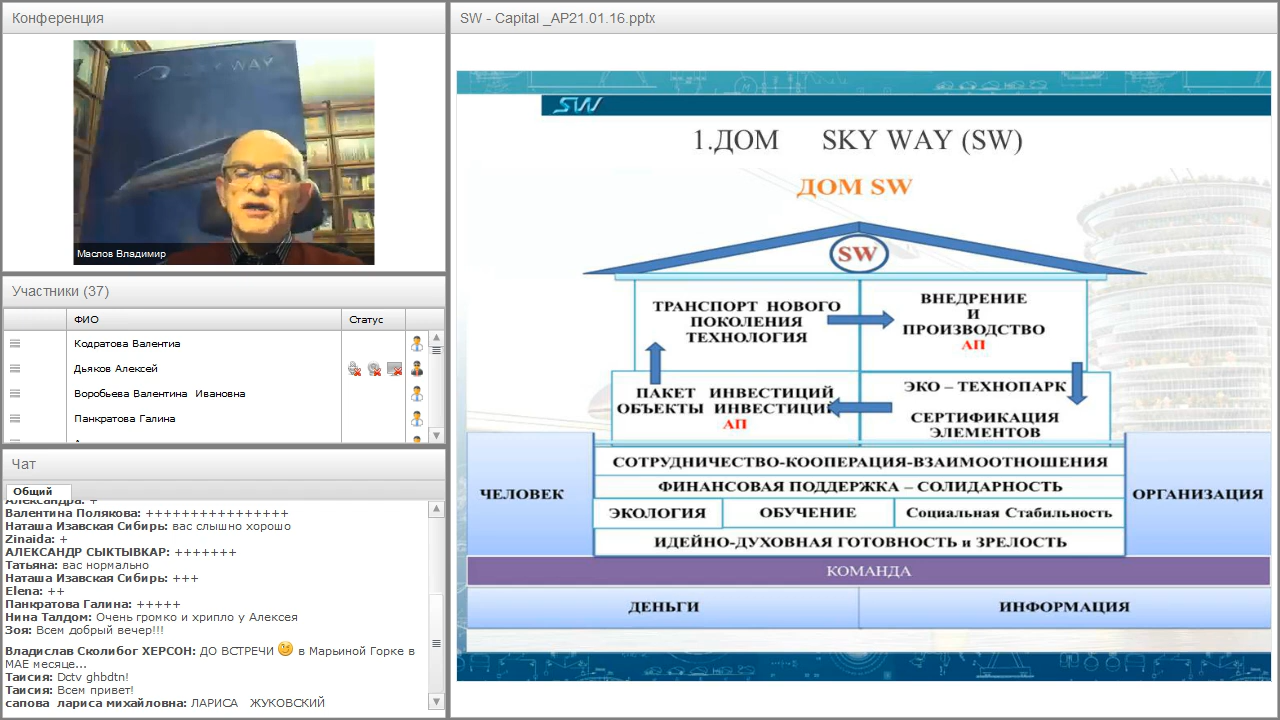 Конференция
SKY WAY
Маслов Владимир
Участники (37)
ФИО
Статус
Кодратова Валентиа
Дьяков Алексей
Воробьева Валентина Ивановна
Панкратова Галина
Чат
Общий
Александра: +
Валентина Полякова: ++++++++++++++++
Наташа Изавская Сибирь: вас слышно хорошо
Zinaida: +
АЛЕКСАНДР СЫКТЫВКАР: +++++++
Татьяна: вас нормально
Наташа Изавская Сибирь: +++
Elena: ++
Панкратова Галина: +++++
Нина Талдом: Очень громко и хрипло у Алексея
Зоя: Всем добрый вечер!!!
Владислав Сколибог ХЕРСОН: ДО ВСТРЕЧИ в Марьиной Горке в
МАЕ месяце...
Таисия: Dctv ghbdtn!
Таисия: Всем привет!
сапова лариса михайловна: ЛАРИСА ЖУКОВСКИЙ
SW - Capital _AP21.01.16.pptx
SW
1.ДОМ SKY WAY (SW)
ДОМ SW
SW
ТРАНСПОРТ НОВОГО
ПОКОЛЕНИЯ
ТЕХНОЛОГИЯ
ВНЕДРЕНИЕ
И
ПРОИЗВОДСТВО
АП
ПАКЕТ ИНВЕСТИЦИЙ
ОБЪЕКТЫ ИНВЕСТИЦИЙ
АП
ЭКО – ТЕХНОПАРК
СЕРТИФИКАЦИЯ
ЭЛЕМЕНТОВ
ЧЕЛОВЕК
СОТРУДНИЧЕСТВО-КООПЕРАЦИЯ-ВЗАИМООТНОШЕНИЯ
ФИНАНСОВАЯ ПОДДЕРЖКА – СОЛИДАРНОСТЬ
ЭКОЛОГИЯ
ОБУЧЕНИЕ
Социальная Стабильность
ИДЕЙНО-ДУХОВНАЯ ГОТОВНОСТЬ и ЗРЕЛОСТЬ
ОРГАНИЗАЦИЯ
КОМАНДА
ДЕНЬГИ
ИНФОРМАЦИЯ